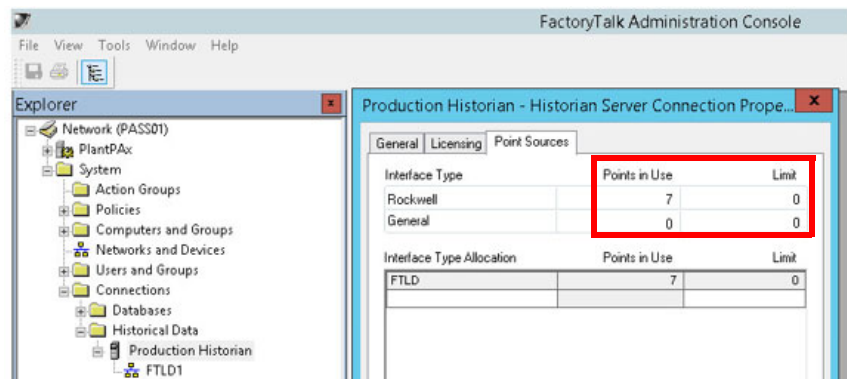 FactoryTalk Administration Console
File View Tools Window Help
Explorer
Network (PASS01)
PlantPAx
System
Action Groups
Policies
Computers and Groups
Networks and Devices
Users and Groups
Connections
Databases
Historical Data
Production Historian
FTLD1
Production Historian - Historian Server Connection Prope...
General Licensing Point Sources
Interface Type Points in Use Limit
Rockwell 7 0
General 0 0
Interface Type Allocation Points in Use Limit
FTLD 7 0